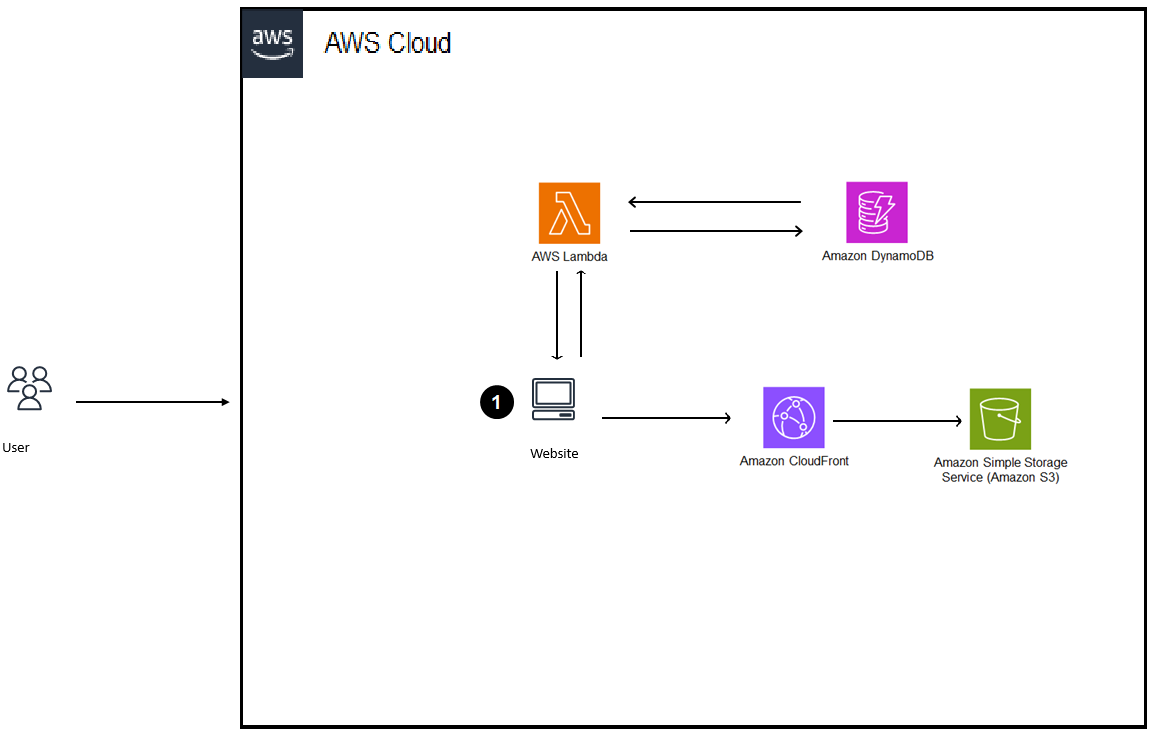 aws
AWS Cloud
AWS Lambda
Amazon DynamoDB
1
User
Website
Amazon CloudFront
Amazon Simple Storage
Service (Amazon S3)